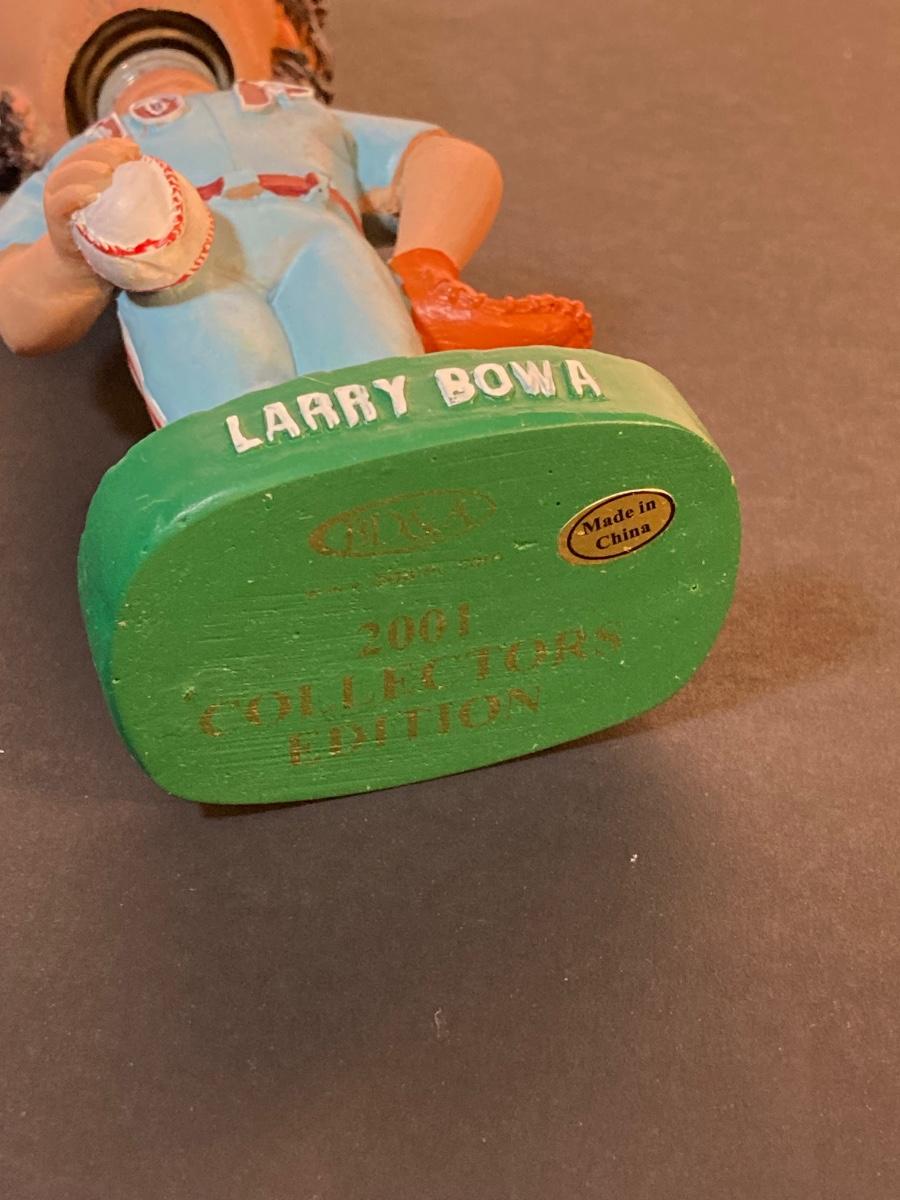 LARRY BOWA
Made in
China
2001
COLLECTORS
EDITION